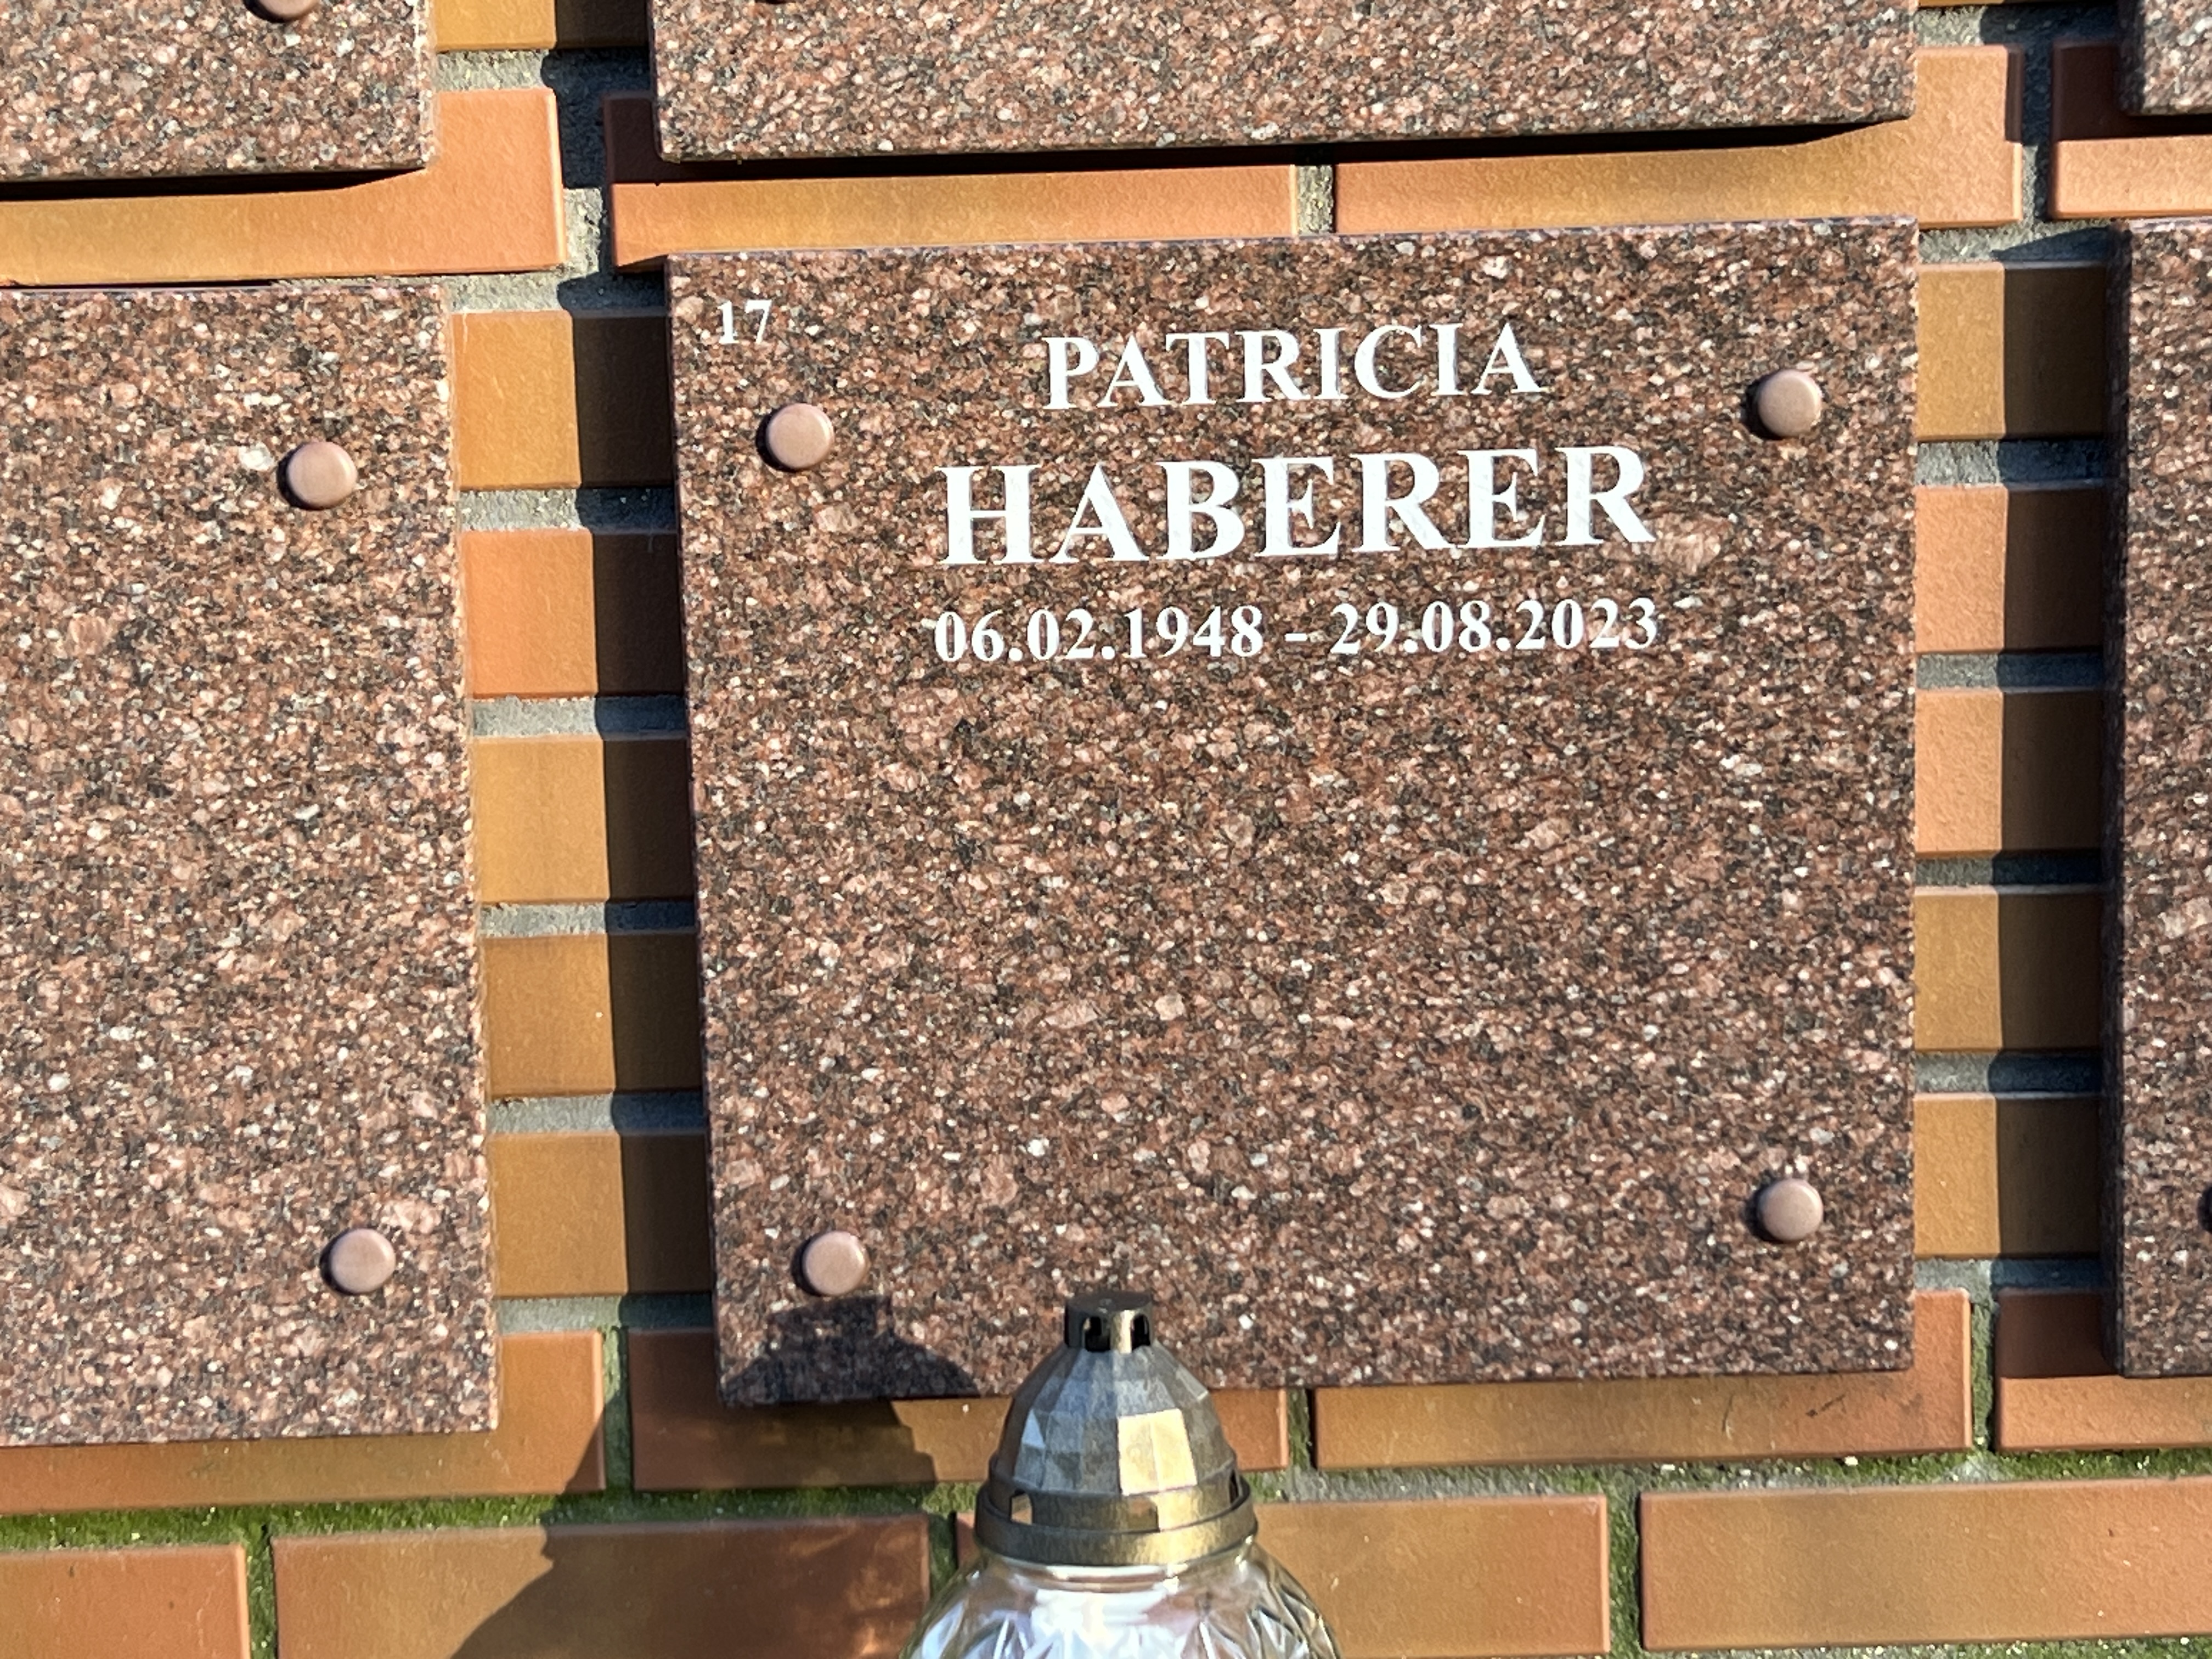 17
PATRICIA
HABERER
06.02.1948 - 29.08.2023